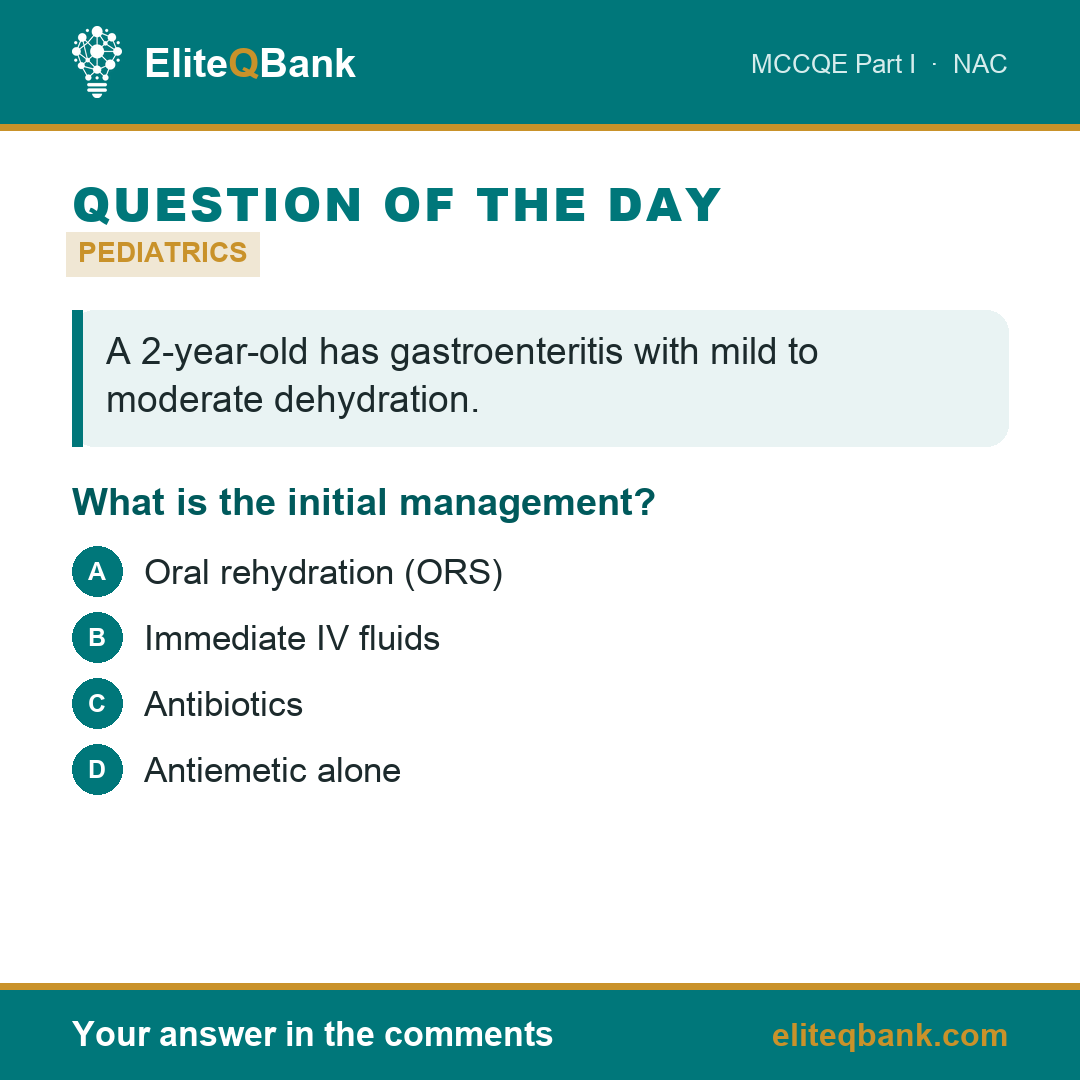 EliteQBank
MCCQE Part I · NAC
QUESTION OF THE DAY
PEDIATRICS
A 2-year-old has gastroenteritis with mild to
moderate dehydration.
What is the initial management?
A Oral rehydration (ORS)
B Immediate IV fluids
C Antibiotics
D Antiemetic alone
Your answer in the comments
eliteqbank.com